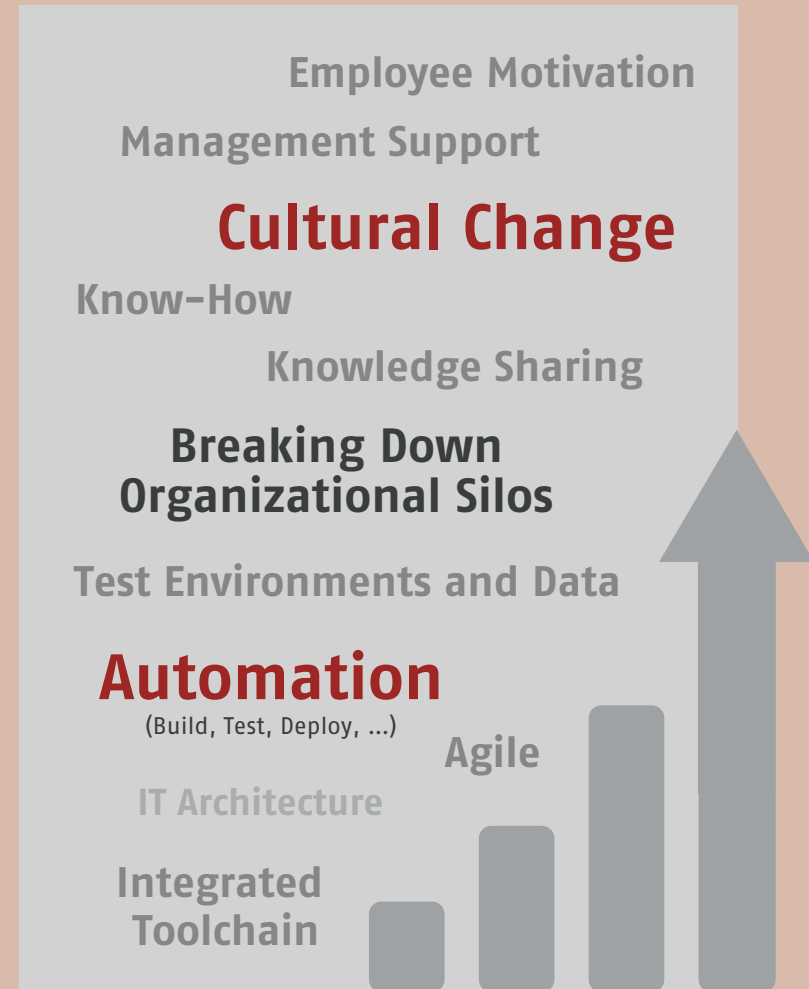 Employee Motivation
Management Support
Cultural Change
Know-How
Knowledge Sharing
Breaking Down
Organizational Silos
Test Environments and Data
Automation
(Build, Test, Deploy, ...)
Agile
IT Architecture
Integrated
Toolchain